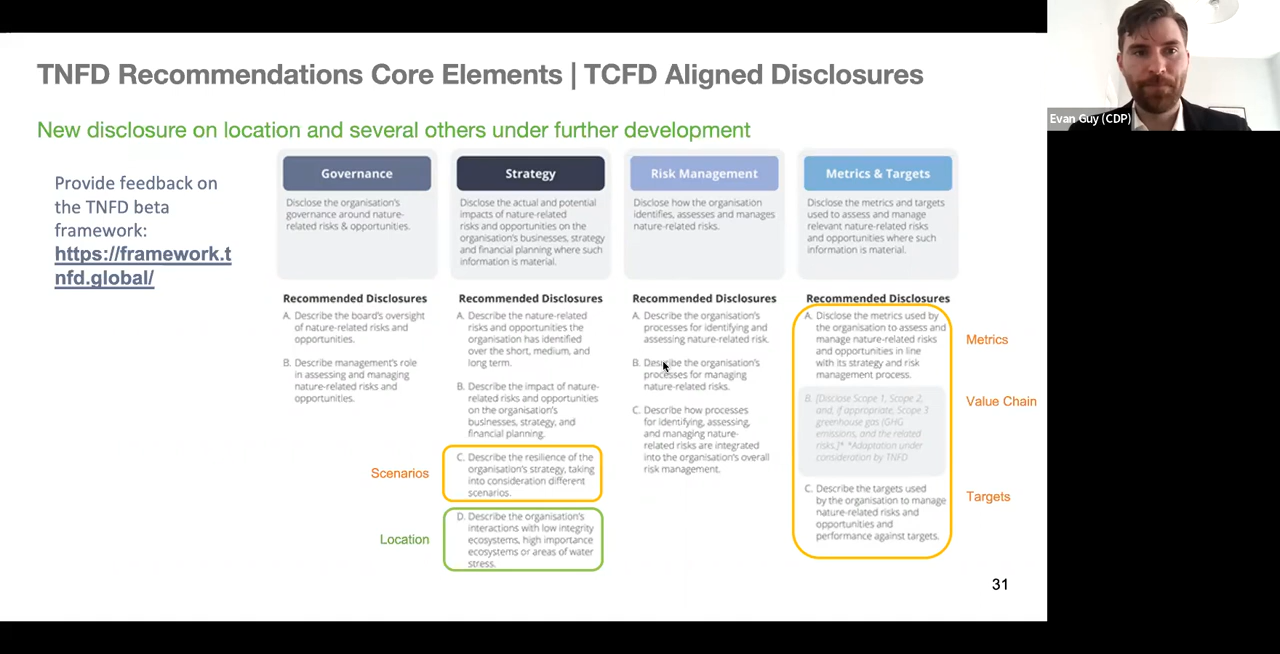 TNFD Recommendations Core Elements | TCFD Aligned Disclosures
New disclosure on location and several others under further development
Provide feedback on
the TNFD beta
framework:
https://framework.t
nfd.global/
Governance
Disclose the organisation's
governance around nature-
related risks & opportunities.
Recommended Disclosures
A. Describe the board's oversight
of nature-related risks and
opportunities.
B. Describe management's role
in assessing and managing
nature-related risks and
opportunities.
Strategy
Disclose the actual and potential
impacts of nature-related
risks and opportunities on the
organisation's businesses, strategy
and financial planning where such
information is material.
Recommended Disclosures
A. Describe the nature-related
risks and opportunities the
organisation has identified
over the short, medium, and
long term.
B. Describe the impact of nature-
related risks and opportunities
on the organisation's
businesses, strategy, and
financial planning.
Scenarios
C. Describe the resilience of the
organisation's strategy, taking
into consideration different
scenarios.
Location
D. Describe the organisation's
interactions with low integrity
ecosystems, high importance
ecosystems or areas of water
stress.
Risk Management
Disclose how the organisation
identifies, assesses and manages
nature-related risks.
Recommended Disclosures
A. Describe the organisation's
processes for identifying and
assessing nature-related risk.
B. Describe the organisation's
processes for managing
nature-related risks.
C. Describe how processes
for identifying, assessing,
and managing nature-
related risks are integrated
into the organisation's overall
risk management.
Metrics & Targets
Disclose the metrics and targets
used to assess and manage
relevant nature-related risks
and opportunities where such
information is material.
Recommended Disclosures
A. Disclose the metrics used by
the organisation to assess and
manage nature-related risks
and opportunities in line
with its strategy and risk
management process.
Metrics
B. [Disclose Scope 1, Scope 2,
and, if appropriate, Scope 3
greenhouse gas (GHG
emissions, and the related
risks.]* *Adaptation under
consideration by TNFD
Value Chain
C. Describe the targets used
by the organisation to manage
nature-related risks and
opportunities and
performance against targets.
Targets
31
Evan Guy (CDP)